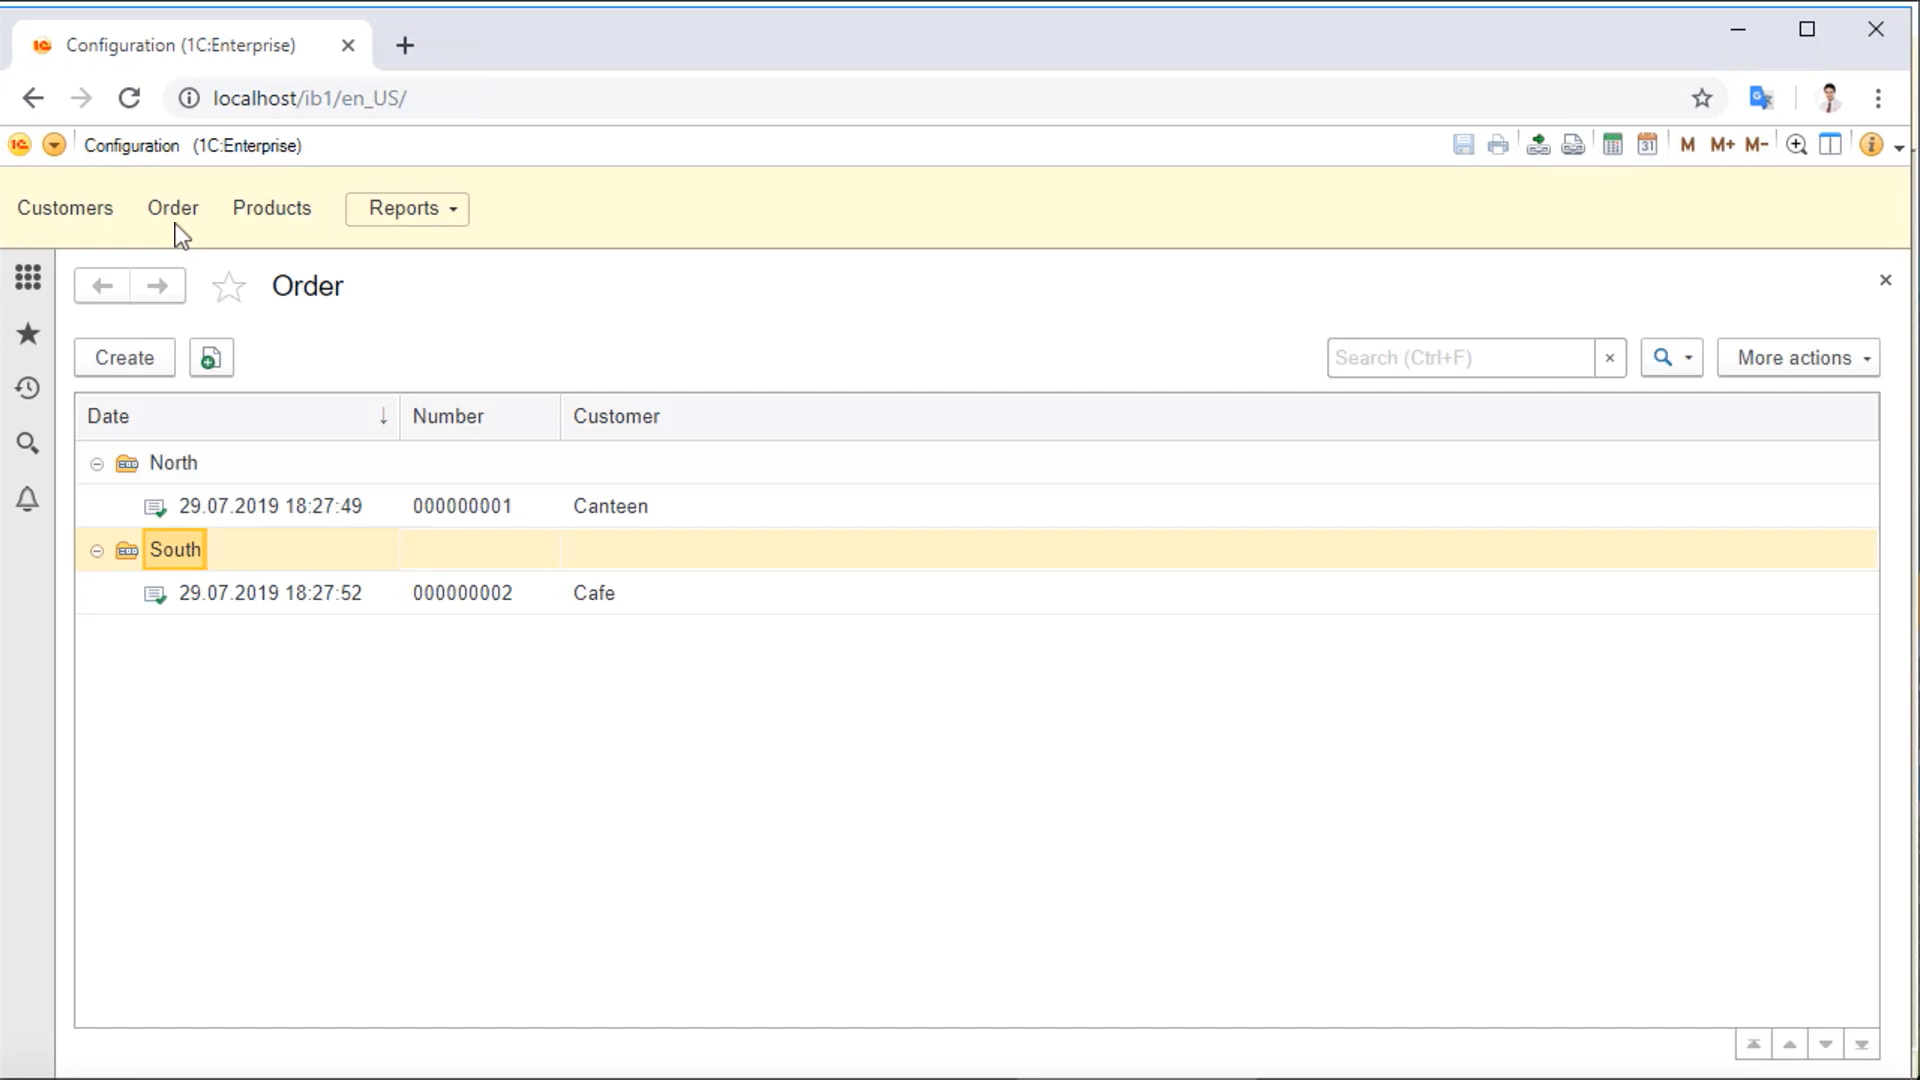 Configuration (1C:Enterprise)
localhost/ib1/en_US/
Configuration (1C:Enterprise)
31 M M+ M-
Customers Order Products Reports
Order
Create Search (Ctrl+F) More actions
Date Number Customer
North
29.07.2019 18:27:49 000000001 Canteen
South
29.07.2019 18:27:52 000000002 Cafe